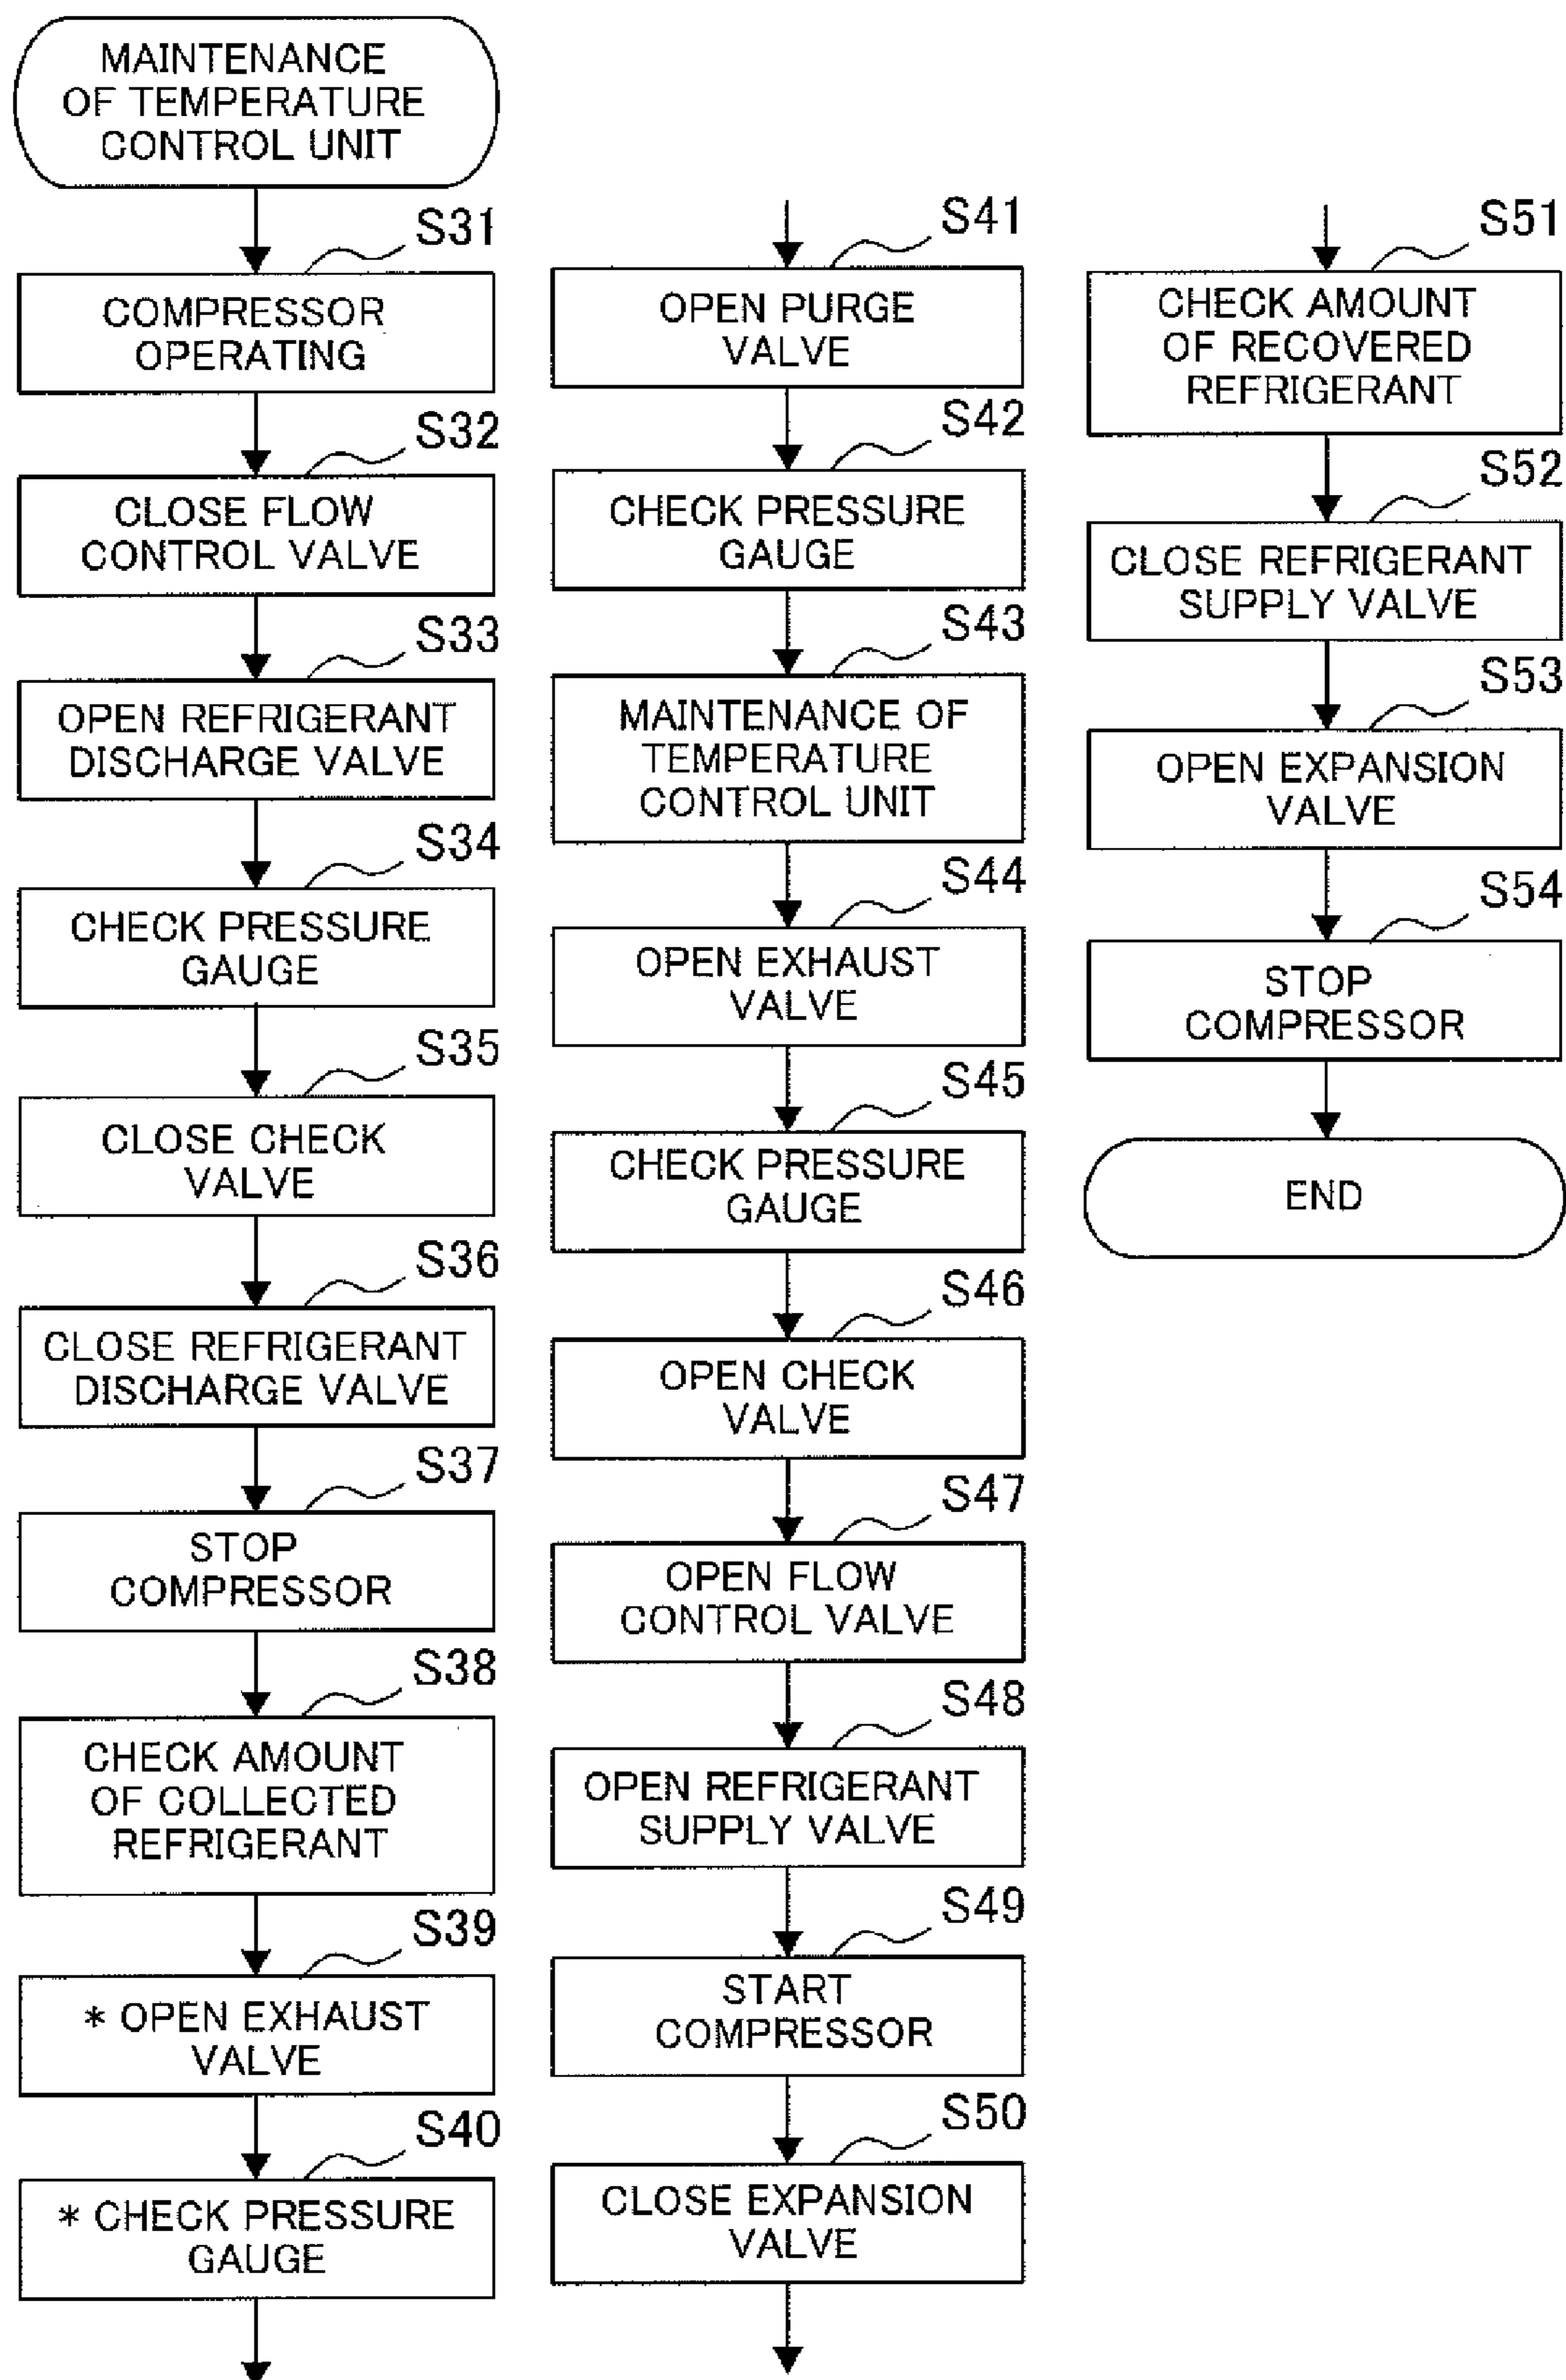 MAINTENANCE
OF TEMPERATURE
CONTROL UNIT
S31
COMPRESSOR
OPERATING
S32
CLOSE FLOW
CONTROL VALVE
S33
OPEN REFRIGERANT
DISCHARGE VALVE
S34
CHECK PRESSURE
GAUGE
S35
CLOSE CHECK
VALVE
S36
CLOSE REFRIGERANT
DISCHARGE VALVE
S37
STOP
COMPRESSOR
S38
CHECK AMOUNT
OF COLLECTED
REFRIGERANT
S39
* OPEN EXHAUST
VALVE
S40
* CHECK PRESSURE
GAUGE
S41
OPEN PURGE
VALVE
S42
CHECK PRESSURE
GAUGE
S43
MAINTENANCE OF
TEMPERATURE
CONTROL UNIT
S44
OPEN EXHAUST
VALVE
S45
CHECK PRESSURE
GAUGE
S46
OPEN CHECK
VALVE
S47
OPEN FLOW
CONTROL VALVE
S48
OPEN REFRIGERANT
SUPPLY VALVE
S49
START
COMPRESSOR
S50
CLOSE EXPANSION
VALVE
S51
CHECK AMOUNT
OF RECOVERED
REFRIGERANT
S52
CLOSE REFRIGERANT
SUPPLY VALVE
S53
OPEN EXPANSION
VALVE
S54
STOP
COMPRESSOR
END